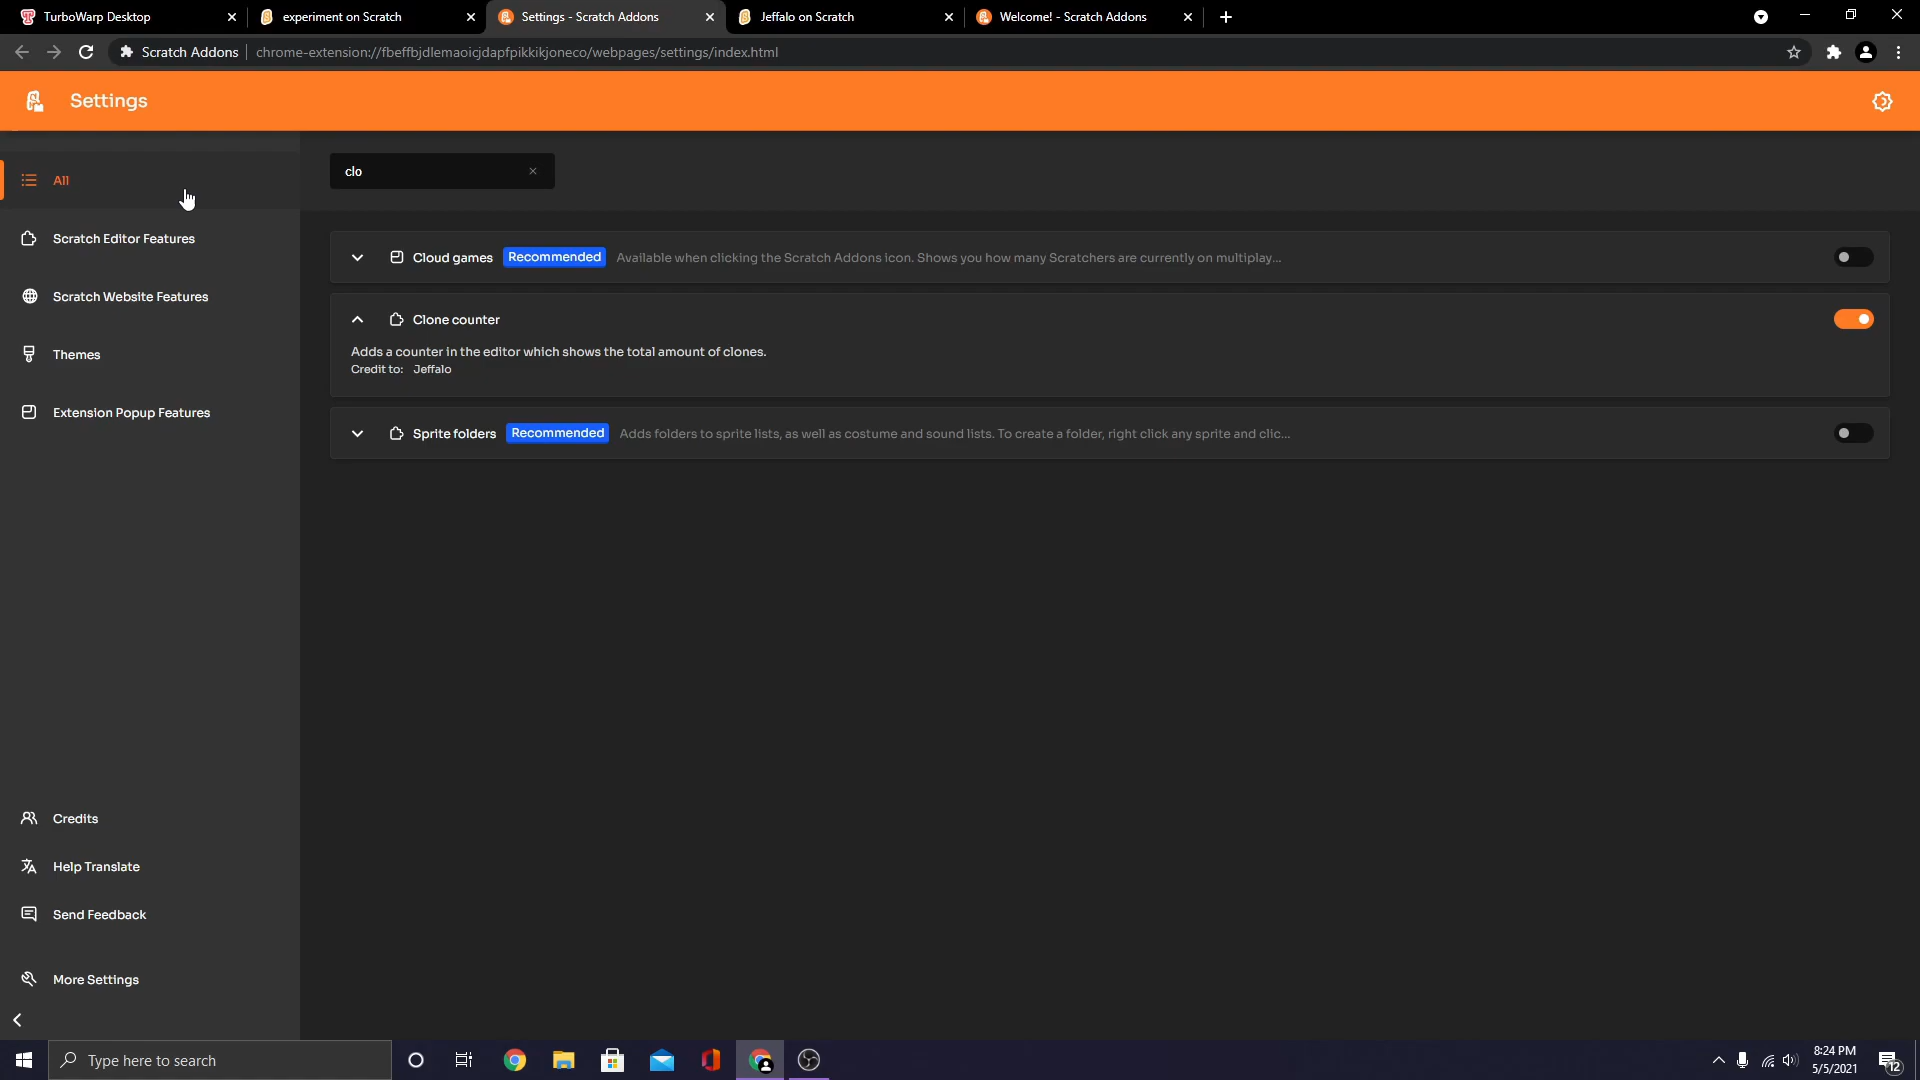 TurboWarp Desktop
experiment on Scratch
Settings - Scratch Addons
Jeffalo on Scratch
Welcome! - Scratch Addons
Scratch Addons
chrome-extension://fbeffbjdlemaoicjdapfpikkikjoneco/webpages/settings/index.html
Settings
All
clo
Scratch Editor Features
Cloud games Recommended Available when clicking the Scratch Addons icon. Shows you how many Scratchers are currently on multiplay...
Scratch Website Features
Clone counter
Adds a counter in the editor which shows the total amount of clones.
Themes
Credit to: Jeffalo
Extension Popup Features
Sprite folders Recommended Adds folders to sprite lists, as well as costume and sound lists. To create a folder, right click any sprite and clic...
Credits
Help Translate
Send Feedback
More Settings
Type here to search
8:24 PM
5/5/2021
12